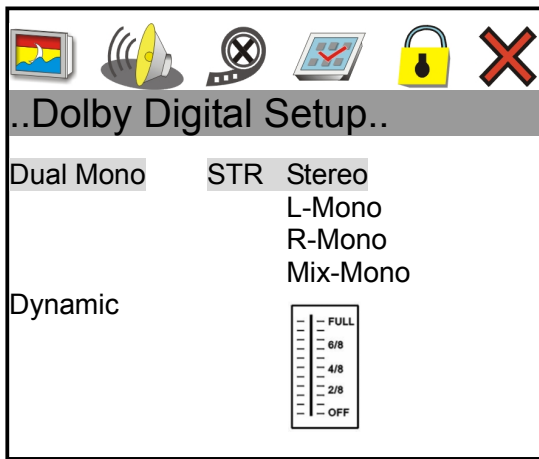 ..Dolby Digital Setup..
Dual Mono STR Stereo
L-Mono
R-Mono
Mix-Mono
Dynamic
FULL
6/8
4/8
2/8
OFF